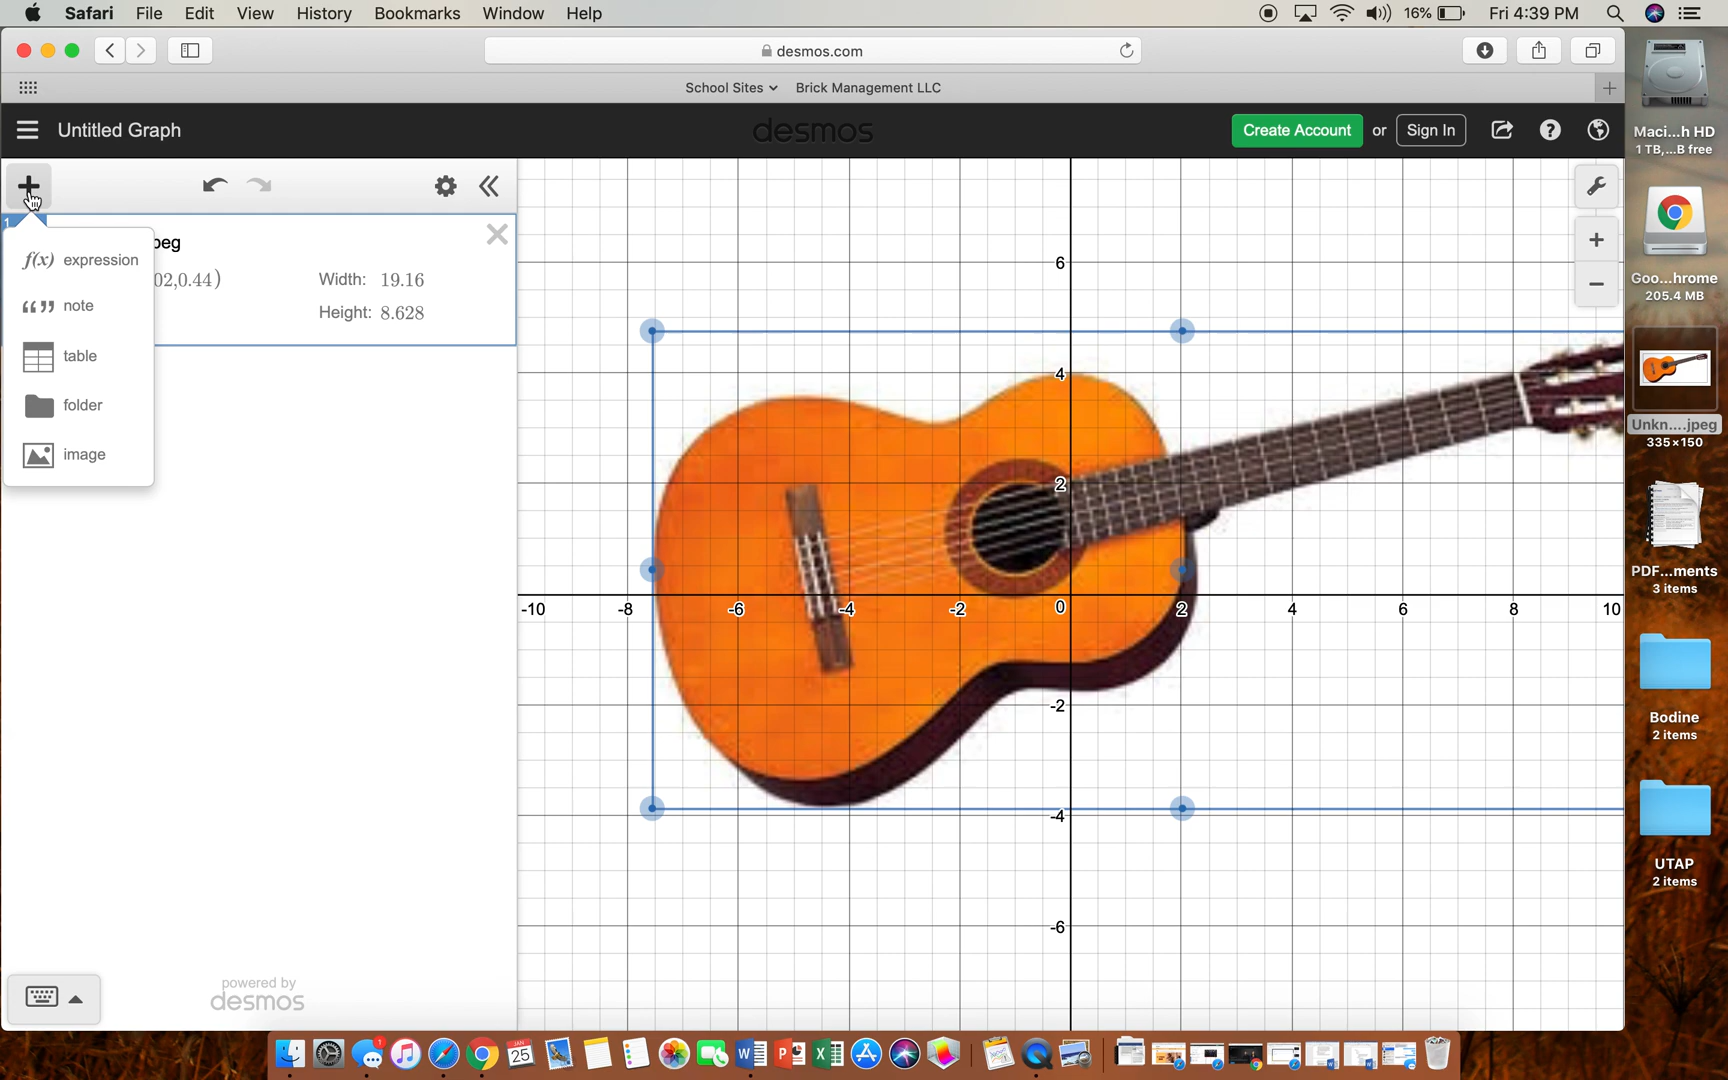 Safari File Edit View History Bookmarks Window Help 16% Fri 4:39 PM
desmos.com
School Sites Brick Management LLC
Untitled Graph desmos Create Account or Sign In
1
peg
02,0.44)
Width: 19.16
Height: 8.628
f(x) expression
note
table
folder
image
powered by
desmos
6
4
2
-10 -8 -6 -4 -2 0 2 4 6 8 10
-2
-4
-6
Maci...h HD
1 TB,...B free
Goo...hrome
205.4 MB
Unkn....jpeg
335×150
PDF...ments
3 items
Bodine
2 items
UTAP
2 items
1
JAN
25